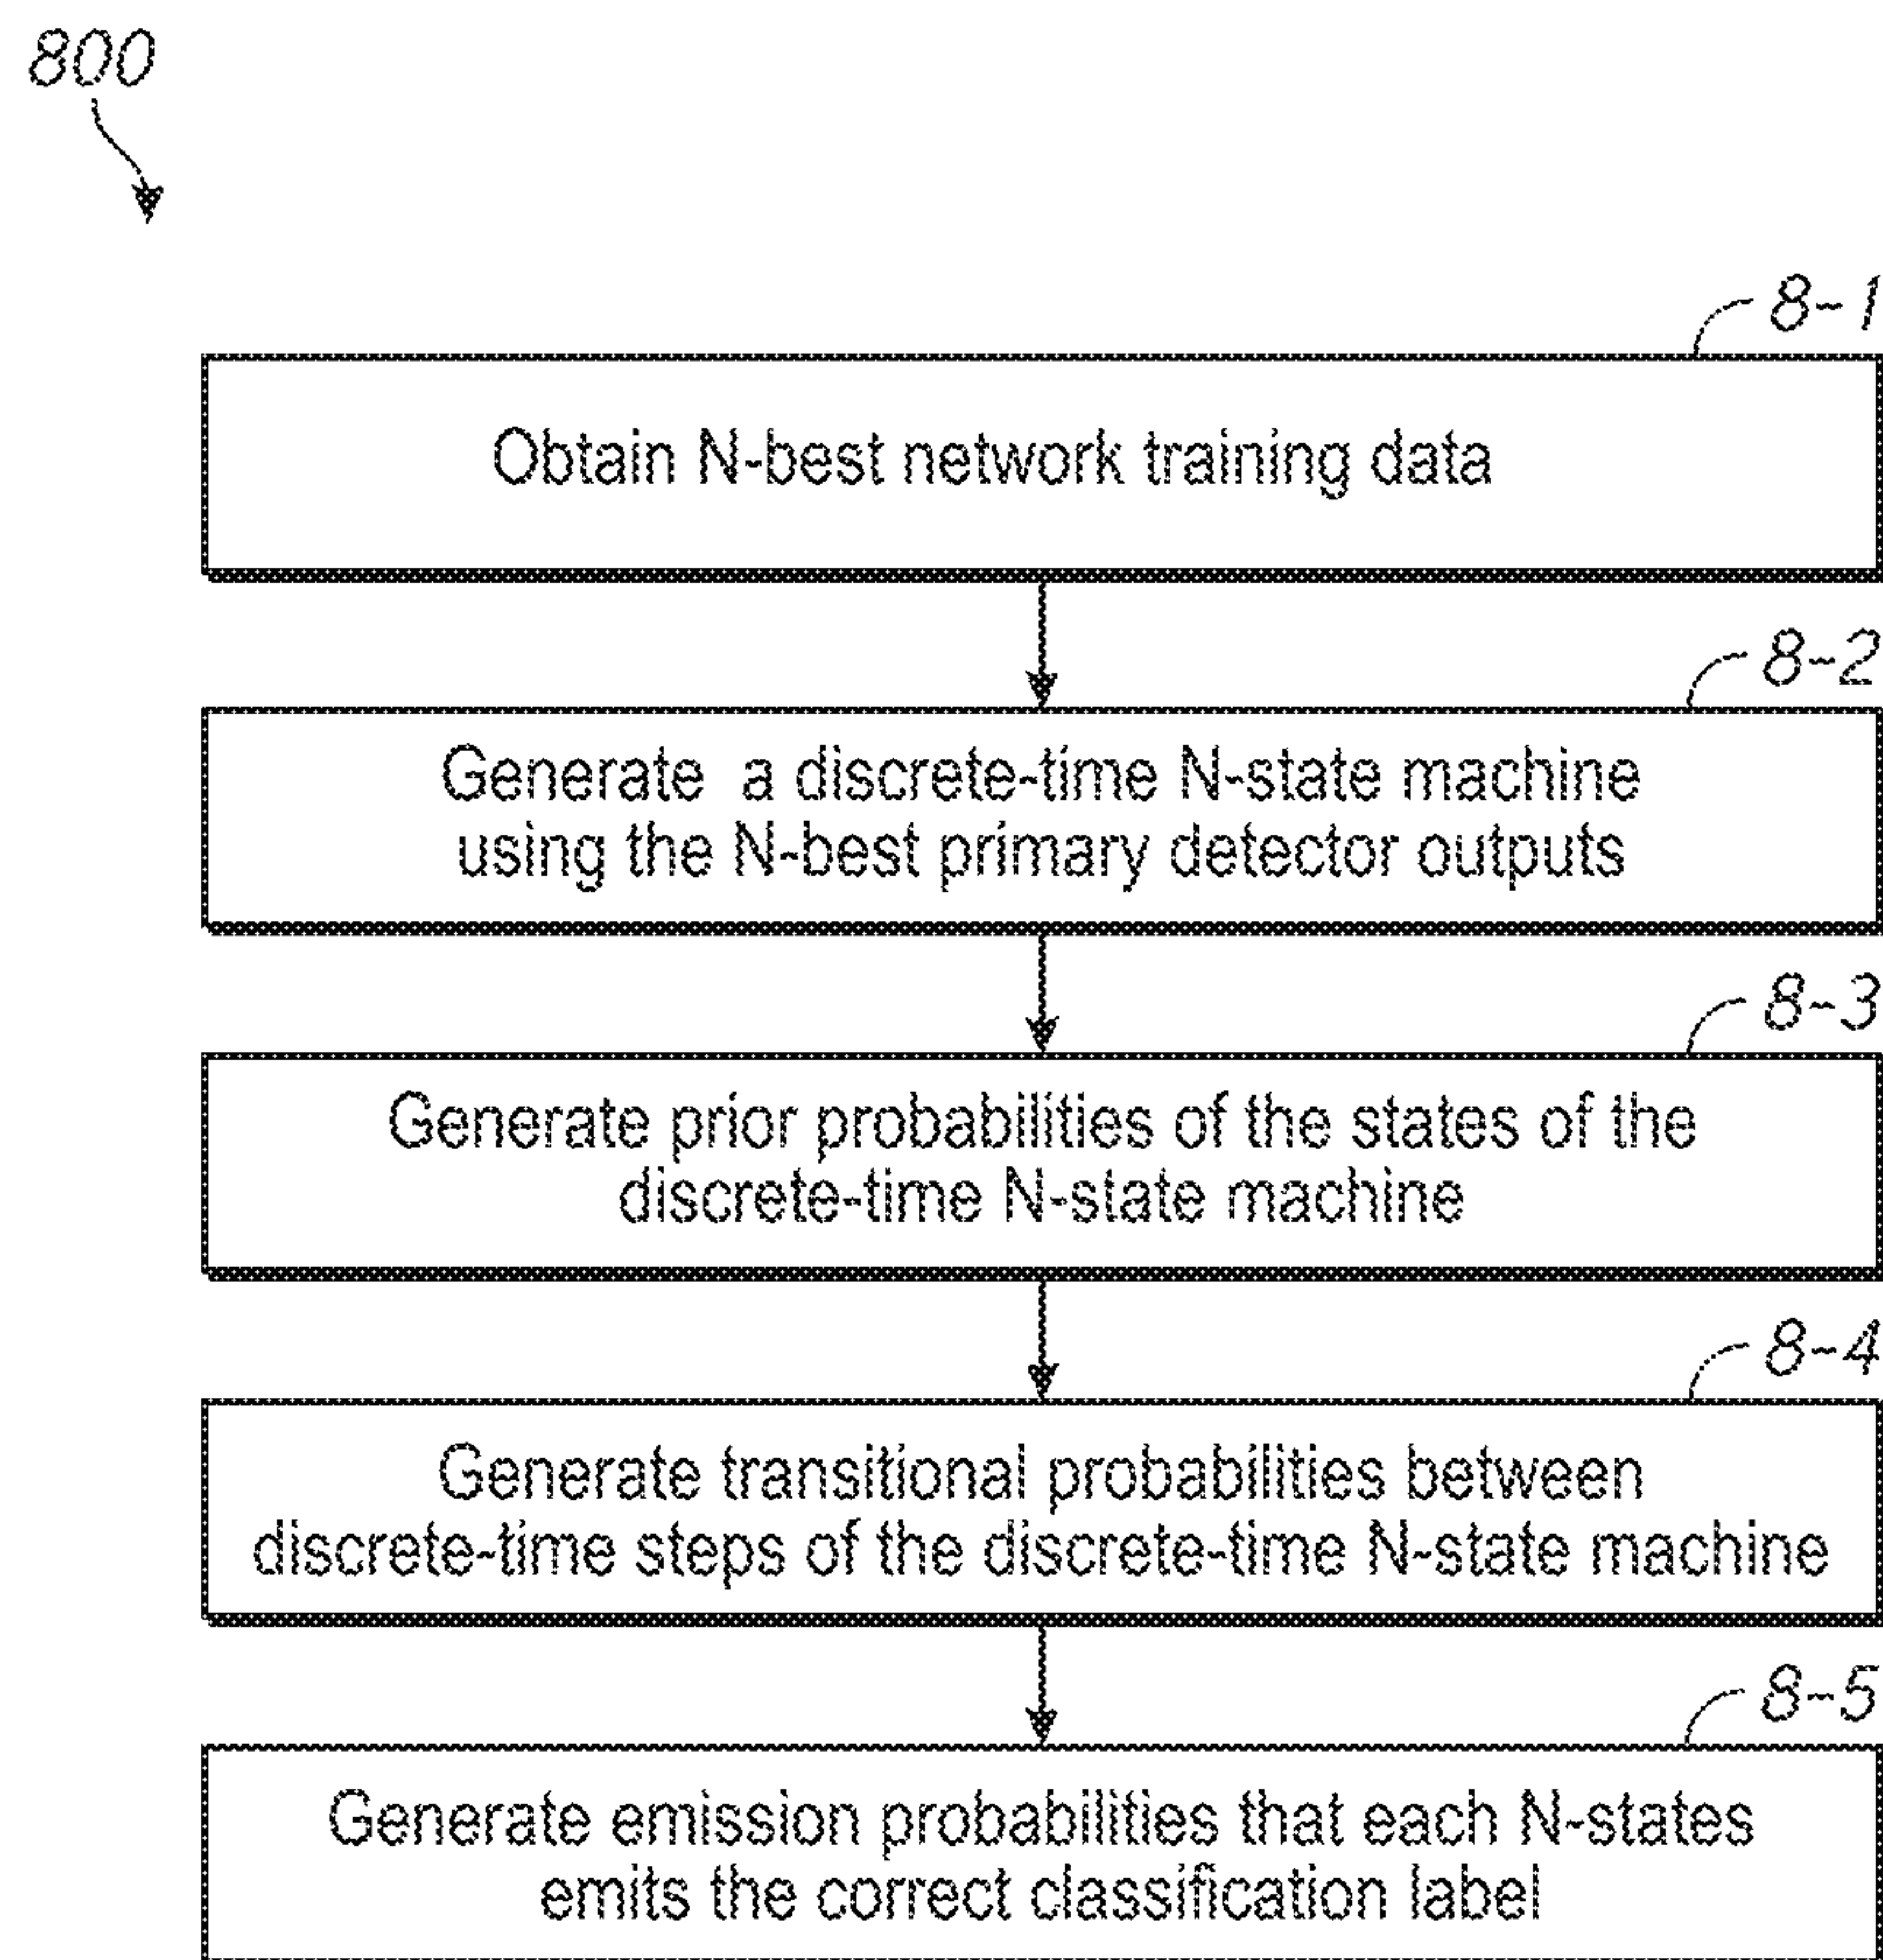 800
8-1
Obtain N-best network training data
8-2
Generate a discrete-time N-state machine
using the N-best primary detector outputs
8-3
Generate prior probabilities of the states of the
discrete-time N-state machine
8-4
Generate transitional probabilities between
discrete-time steps of the discrete-time N-state machine
8-5
Generate emission probabilities that each N-states
emits the correct classification label